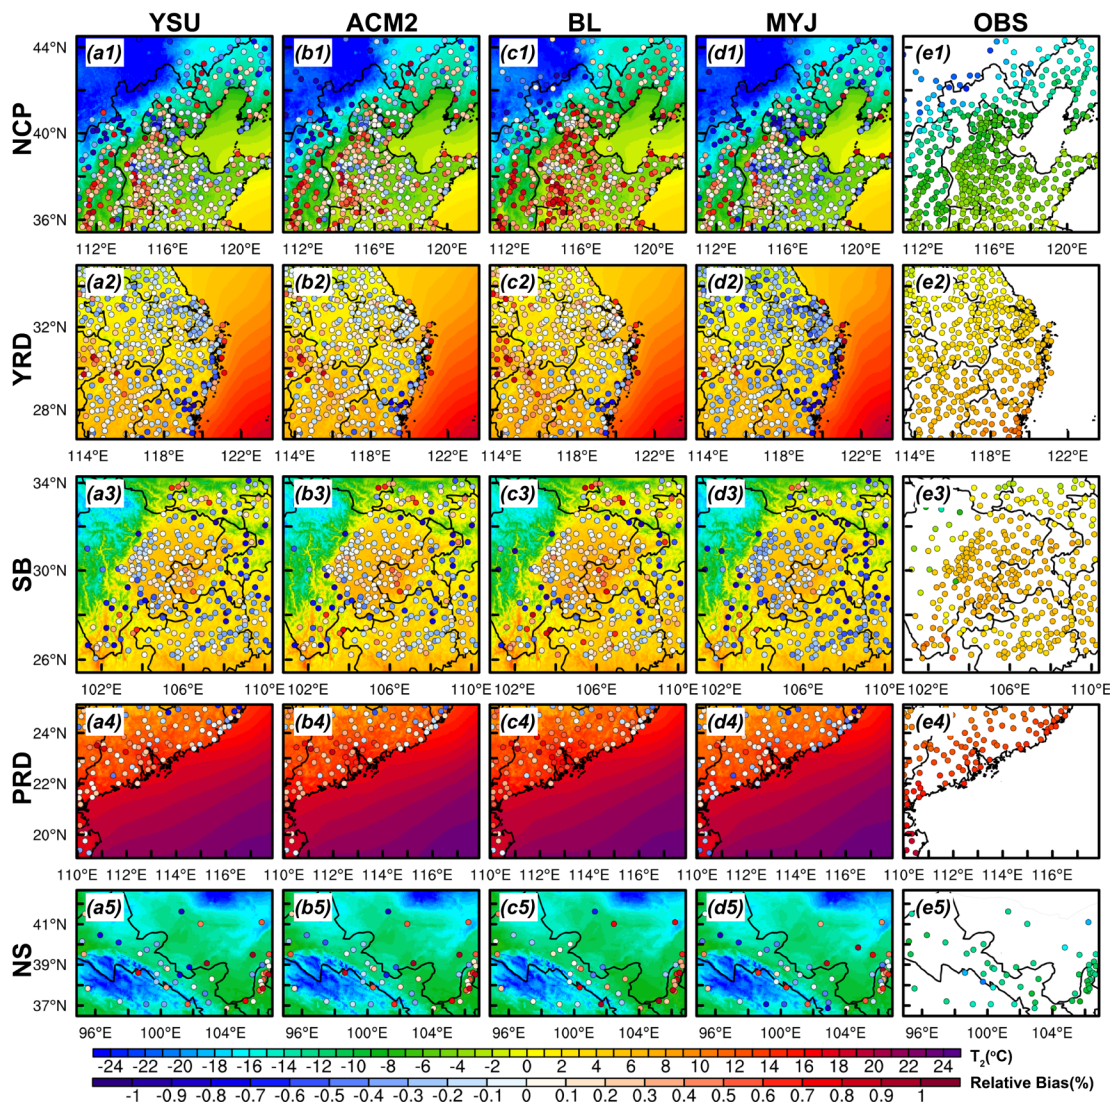 YSU ACM2 BL MYJ OBS
NCP
44°N
40°N
36°N
(a1) (b1) (c1) (d1) (e1)
112°E 116°E 120°E 112°E 116°E 120°E 112°E 116°E 120°E 112°E 116°E 120°E 112°E 116°E 120°E
YRD
32°N
30°N
28°N
(a2) (b2) (c2) (d2) (e2)
114°E 118°E 122°E 114°E 118°E 122°E 114°E 118°E 122°E 114°E 118°E 122°E 114°E 118°E 122°E
SB
34°N
30°N
26°N
(a3) (b3) (c3) (d3) (e3)
102°E 106°E 110°E 102°E 106°E 110°E 102°E 106°E 110°E 102°E 106°E 110°E 102°E 106°E 110°E
PRD
24°N
22°N
20°N
(a4) (b4) (c4) (d4) (e4)
110°E 112°E 114°E 116°E 110°E 112°E 114°E 116°E 110°E 112°E 114°E 116°E 110°E 112°E 114°E 116°E 110°E 112°E 114°E 116°E
NS
41°N
39°N
37°N
(a5) (b5) (c5) (d5) (e5)
96°E 100°E 104°E 96°E 100°E 104°E 96°E 100°E 104°E 96°E 100°E 104°E 96°E 100°E 104°E
-24 -22 -20 -18 -16 -14 -12 -10 -8 -6 -4 -2 0 2 4 6 8 10 12 14 16 18 20 22 24 T2(°C)
-1 -0.9 -0.8 -0.7 -0.6 -0.5 -0.4 -0.3 -0.2 -0.1 0 0.1 0.2 0.3 0.4 0.5 0.6 0.7 0.8 0.9 1 Relative Bias(%)